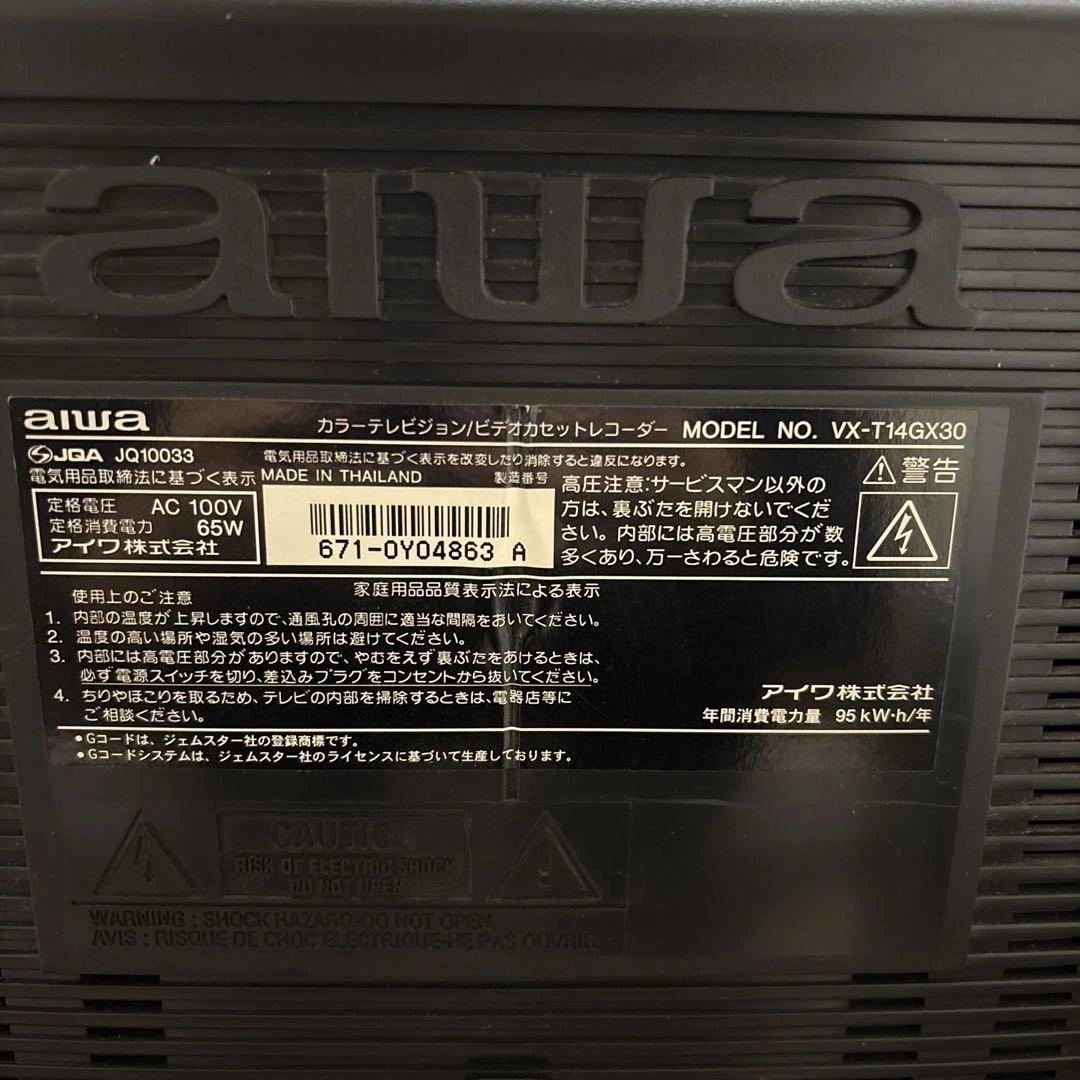 aiwa
aiwa
カラーテレビジョン/ビデオカセットレコーダー MODEL NO. VX-T14GX30
JQA JQ10033
電気用品取締法に基づく表示
電気用品取締法に基づく表示を改変したり消除すると違反になります。
MADE IN THAILAND
製造番号
定格電圧 AC 100V
定格消費電力 65W
アイワ株式会社
671-0Y04863 A
高圧注意:サービスマン以外の
方は、裏ぶたを開けないでくだ
さい。内部には高電圧部分が数
多くあり、万一さわると危険です。
警告
家庭用品品質表示法による表示
使用上のご注意
1. 内部の温度が上昇しますので、通風孔の周囲に適当な間隔をおいてください。
2. 温度の高い場所や湿気の多い場所は避けてください。
3. 内部には高電圧部分がありますので、やむをえず裏ぶたをあけるときは、
必ず電源スイッチを切り、差込みプラグをコンセントから抜いてください。
4. ちりやほこりを取るため、テレビの内部を掃除するときは、電器店等に
ご相談ください。
アイワ株式会社
年間消費電力量 95kW·h/年
•Gコードは、ジェムスター社の登録商標です。
•Gコードシステムは、ジェムスター社のライセンスに基づいて生産しております。
CAUTION
RISK OF ELECTRIC SHOCK
DO NOT OPEN
WARNING : SHOCK HAZARD-DO NOT OPEN.
AVIS : RISQUE DE CHOC ELECTRIQUE-NE PAS OUVRIR.